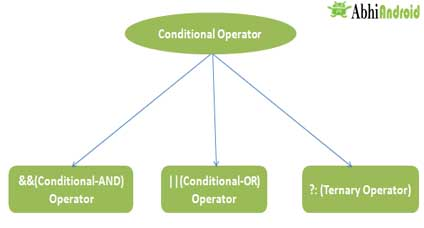 AbhiAndroid
Conditional Operator
&&(Conditional-AND)
Operator
||(Conditional-OR)
Operator
?: (Ternary Operator)